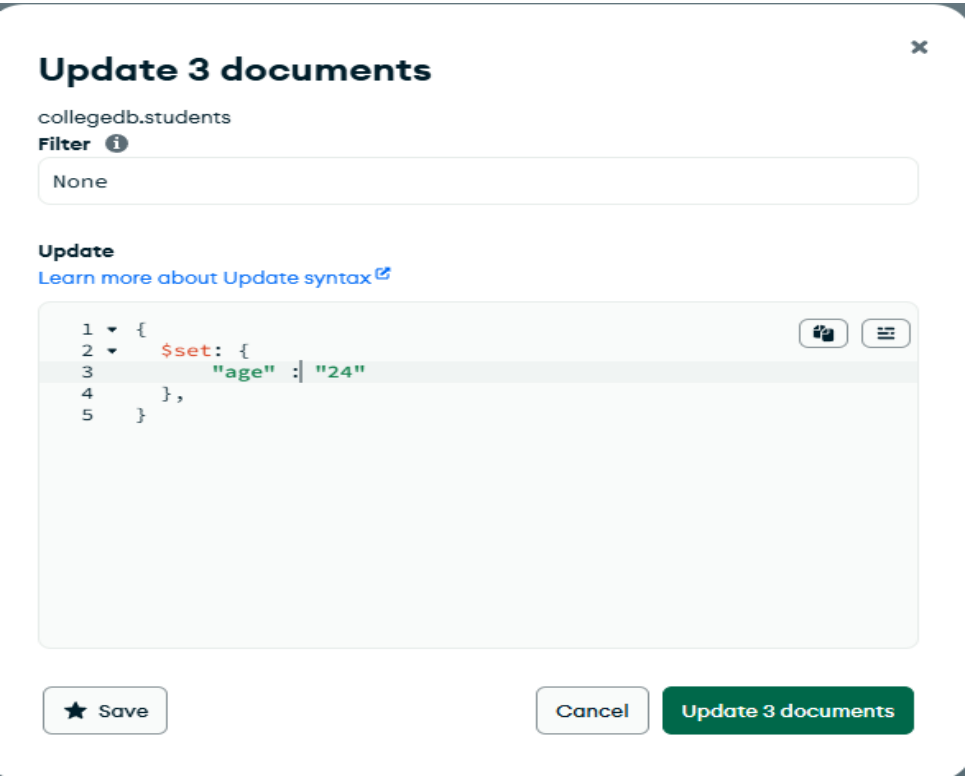 Update 3 documents
collegedb.students
Filter
None
Update
Learn more about Update syntax
1 {
2 $set: {
3 "age" : "24"
4 },
5 }
Save
Cancel
Update 3 documents